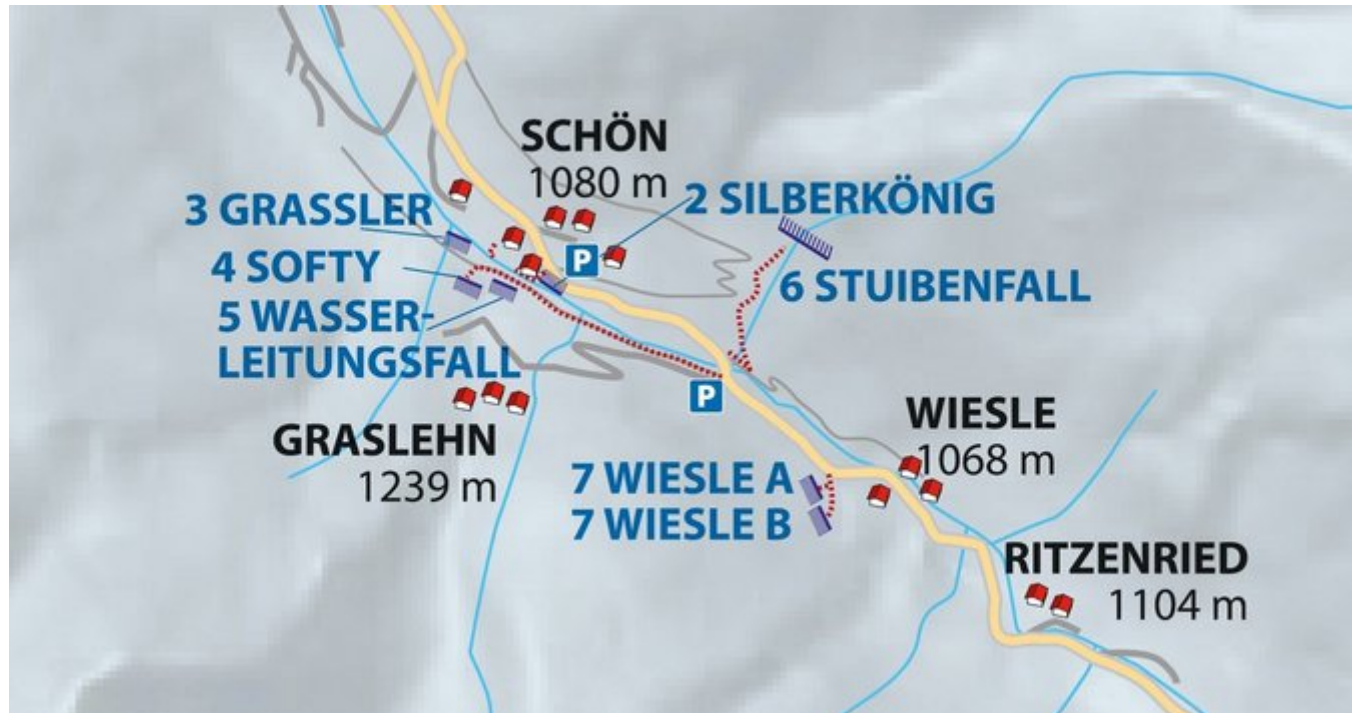 SCHÖN
1080 m
3 GRASSLER
2 SILBERKÖNIG
4 SOFTY
P
6 STUIBENFALL
5 WASSER-
LEITUNGSFALL
P
GRASLEHN
1239 m
WIESLE
1068 m
7 WIESLE A
7 WIESLE B
RITZENRIED
1104 m